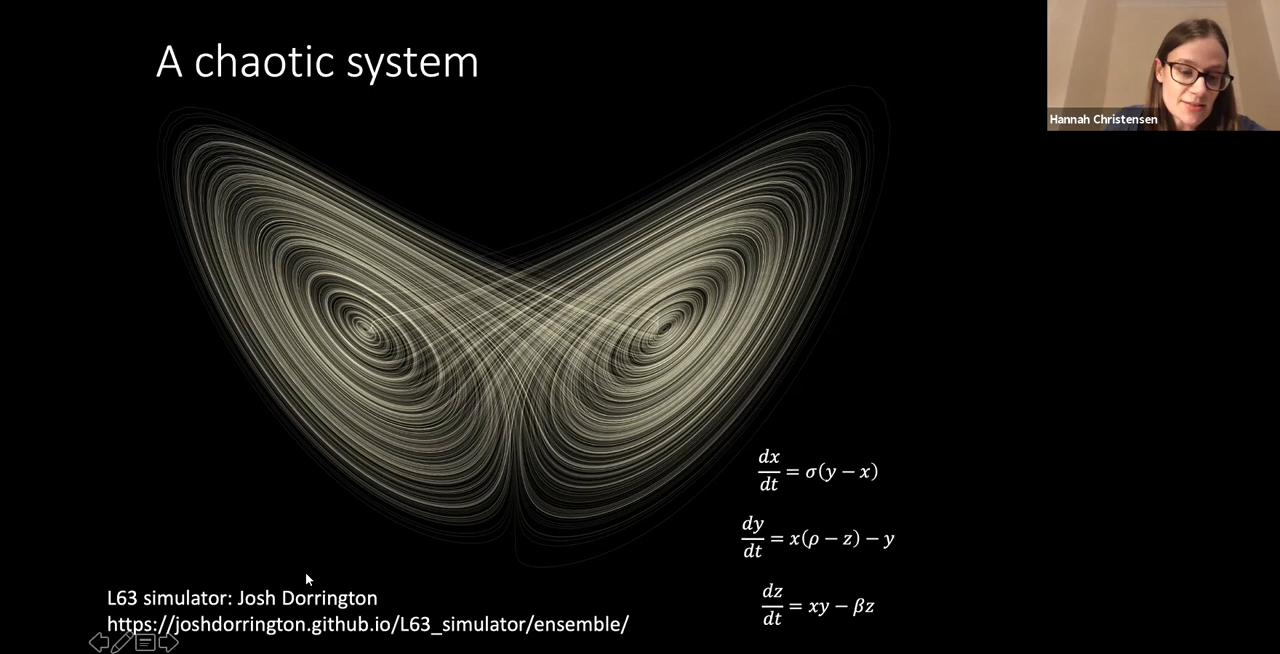 A chaotic system
Hannah Christensen
dx/dt = σ(y − x)
dy/dt = x(ρ − z) − y
dz/dt = xy − βz
L63 simulator: Josh Dorrington
https://joshdorrington.github.io/L63_simulator/ensemble/